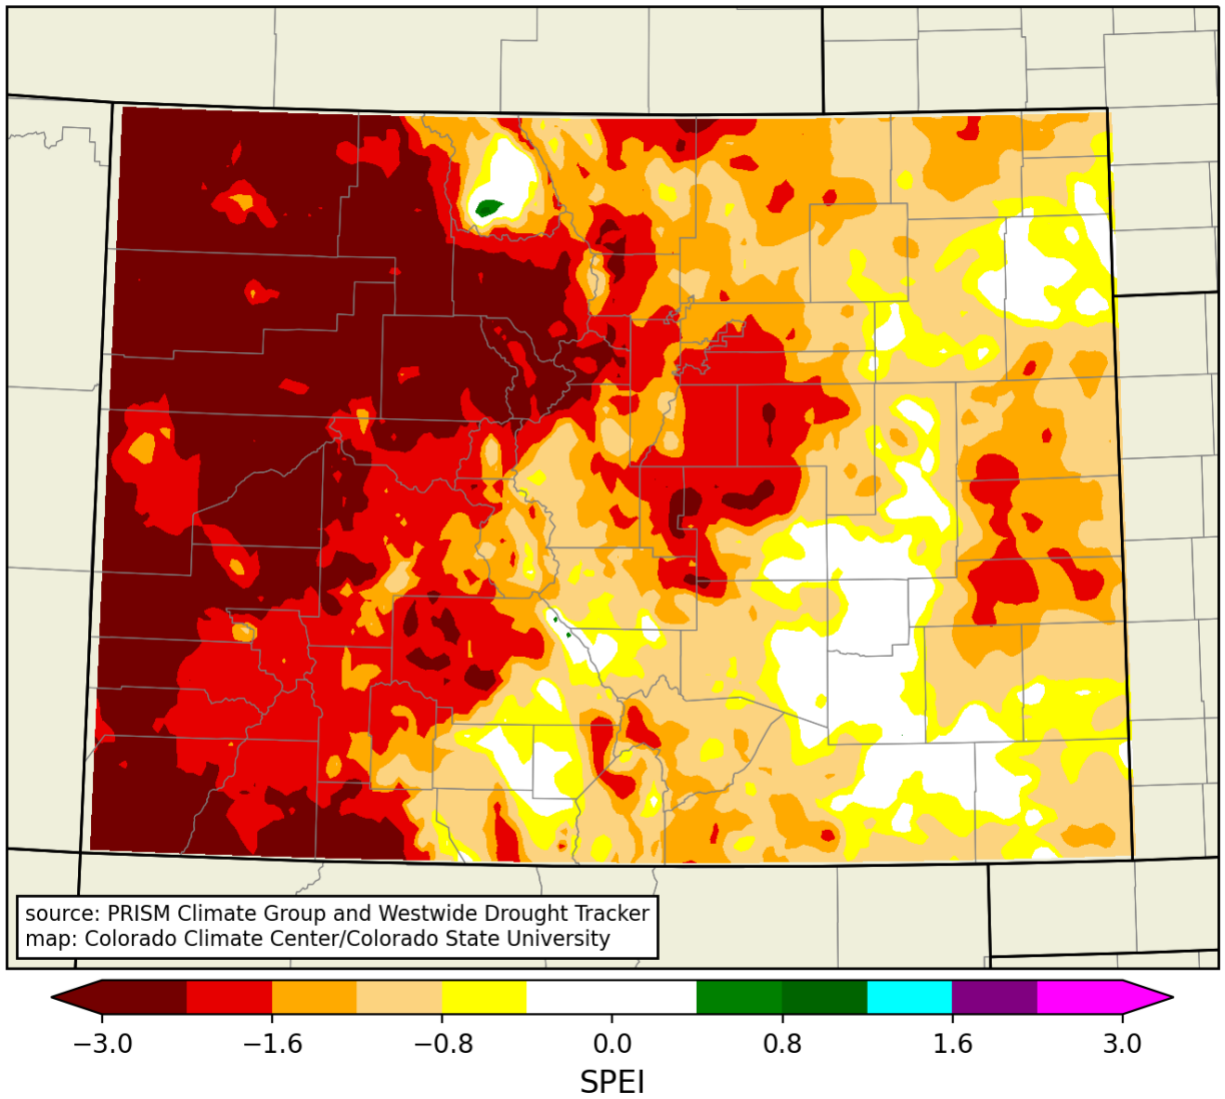 source: PRISM Climate Group and Westwide Drought Tracker
map: Colorado Climate Center/Colorado State University
−3.0 −1.6 −0.8 0.0 0.8 1.6 3.0
SPEI